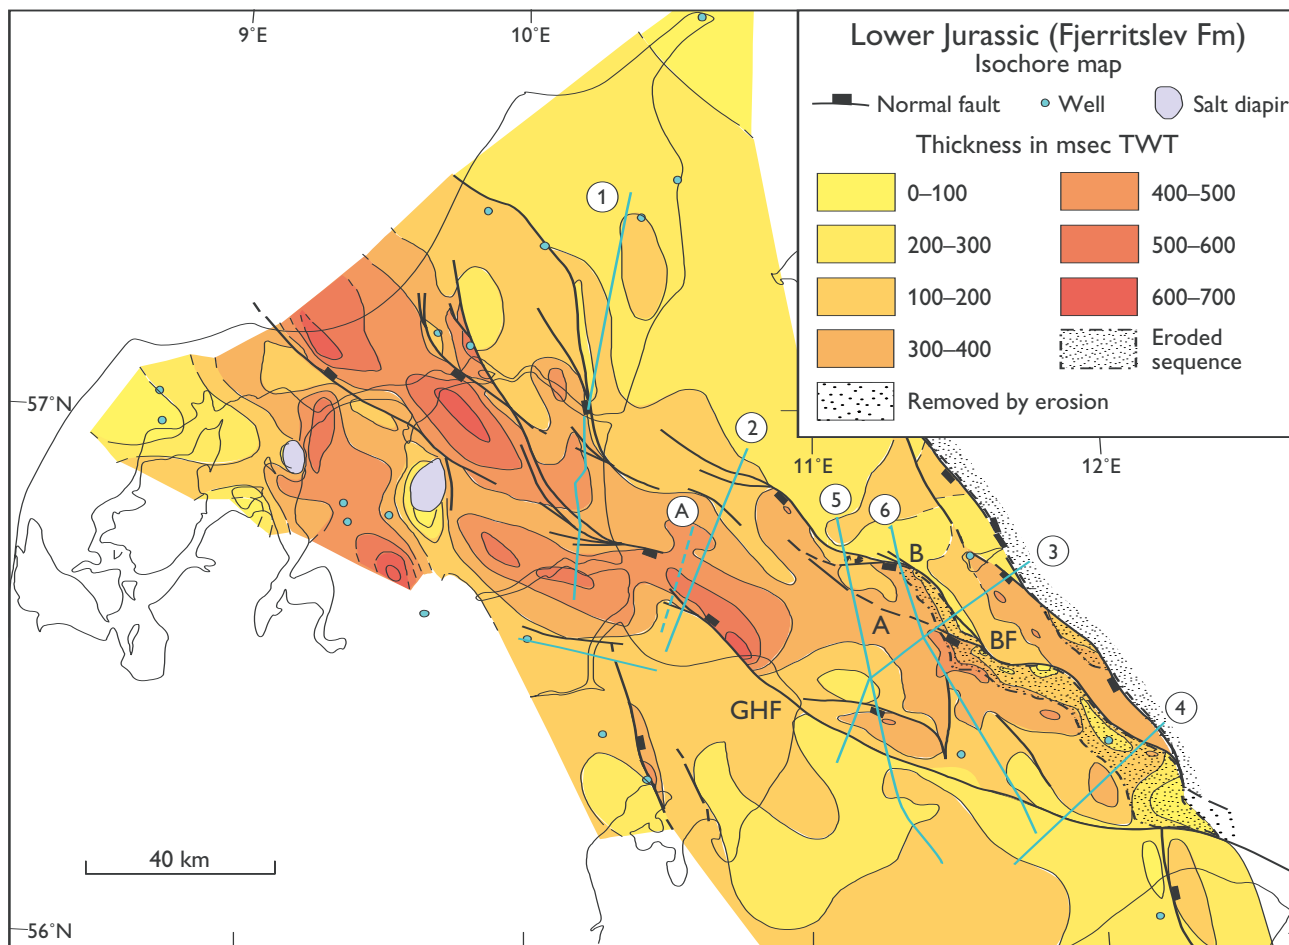 9°E
10°E
Lower Jurassic (Fjerritslev Fm)
Isochore map
Normal fault
Well
Salt diapir
Thickness in msec TWT
0–100
400–500
200–300
500–600
100–200
600–700
300–400
Eroded
sequence
Removed by erosion
1
57°N
2
11°E
12°E
A
5
6
3
B
A
BF
GHF
4
40 km
56°N